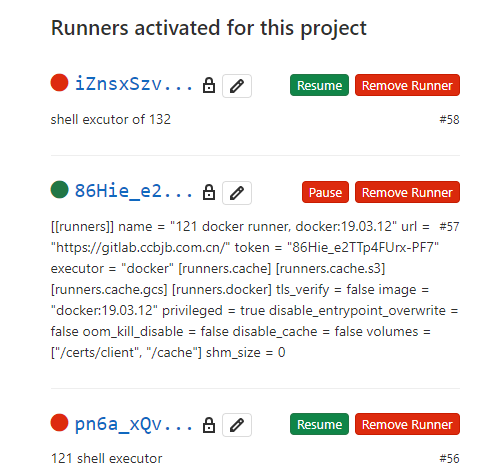 Runners activated for this project
iZnsxSzv... Resume Remove Runner
shell excutor of 132 #58
86Hie_e2... Pause Remove Runner
[[runners]] name = "121 docker runner, docker:19.03.12" url = #57
"https://gitlab.ccbjb.com.cn/" token = "86Hie_e2TTp4FUrx-PF7"
executor = "docker" [runners.cache] [runners.cache.s3]
[runners.cache.gcs] [runners.docker] tls_verify = false image =
"docker:19.03.12" privileged = true disable_entrypoint_overwrite =
false oom_kill_disable = false disable_cache = false volumes =
["/certs/client", "/cache"] shm_size = 0
pn6a_xQv... Resume Remove Runner
121 shell executor #56